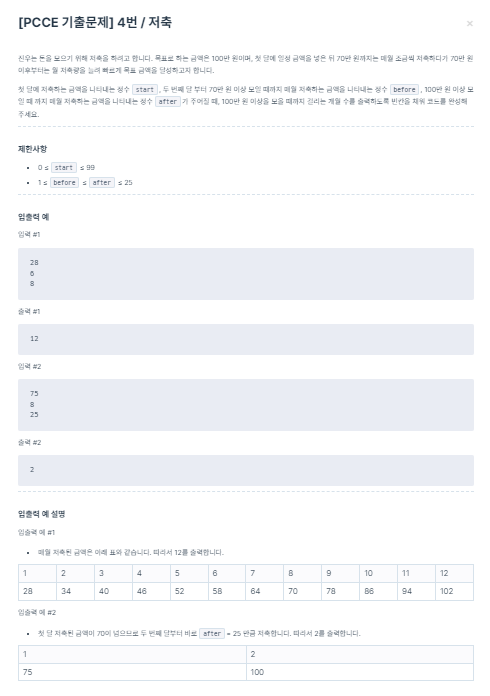 [PCCE 기출문제] 4번 / 저축
×
진우는 돈을 모으기 위해 저축을 하려고 합니다. 목표로 하는 금액은 100만 원이며, 첫 달에 일정 금액을 넣은 뒤 70만 원까지는 매월 조금씩 저축하다가 70만 원
이후부터는 월 저축량을 늘려 빠르게 목표 금액을 달성하고자 합니다.
첫 달에 저축하는 금액을 나타내는 정수 start , 두 번째 달 부터 70만 원 이상 모일 때까지 매월 저축하는 금액을 나타내는 정수 before , 100만 원 이상 모
일 때 까지 매월 저축하는 금액을 나타내는 정수 after 가 주어질 때, 100만 원 이상을 모을 때까지 걸리는 개월 수를 출력하도록 빈칸을 채워 코드를 완성해
주세요.
제한사항
• 0 ≤ start ≤ 99
• 1 ≤ before ≤ after ≤ 25
입출력 예
입력 #1
28
6
8
출력 #1
12
입력 #2
75
8
25
출력 #2
2
입출력 예 설명
입출력 예 #1
• 매월 저축된 금액은 아래 표와 같습니다. 따라서 12를 출력합니다.
1 2 3 4 5 6 7 8 9 10 11 12
28 34 40 46 52 58 64 70 78 86 94 102
입출력 예 #2
• 첫 달 저축된 금액이 70이 넘으므로 두 번째 달부터 바로 after = 25 만큼 저축합니다. 따라서 2를 출력합니다.
1 2
75 100